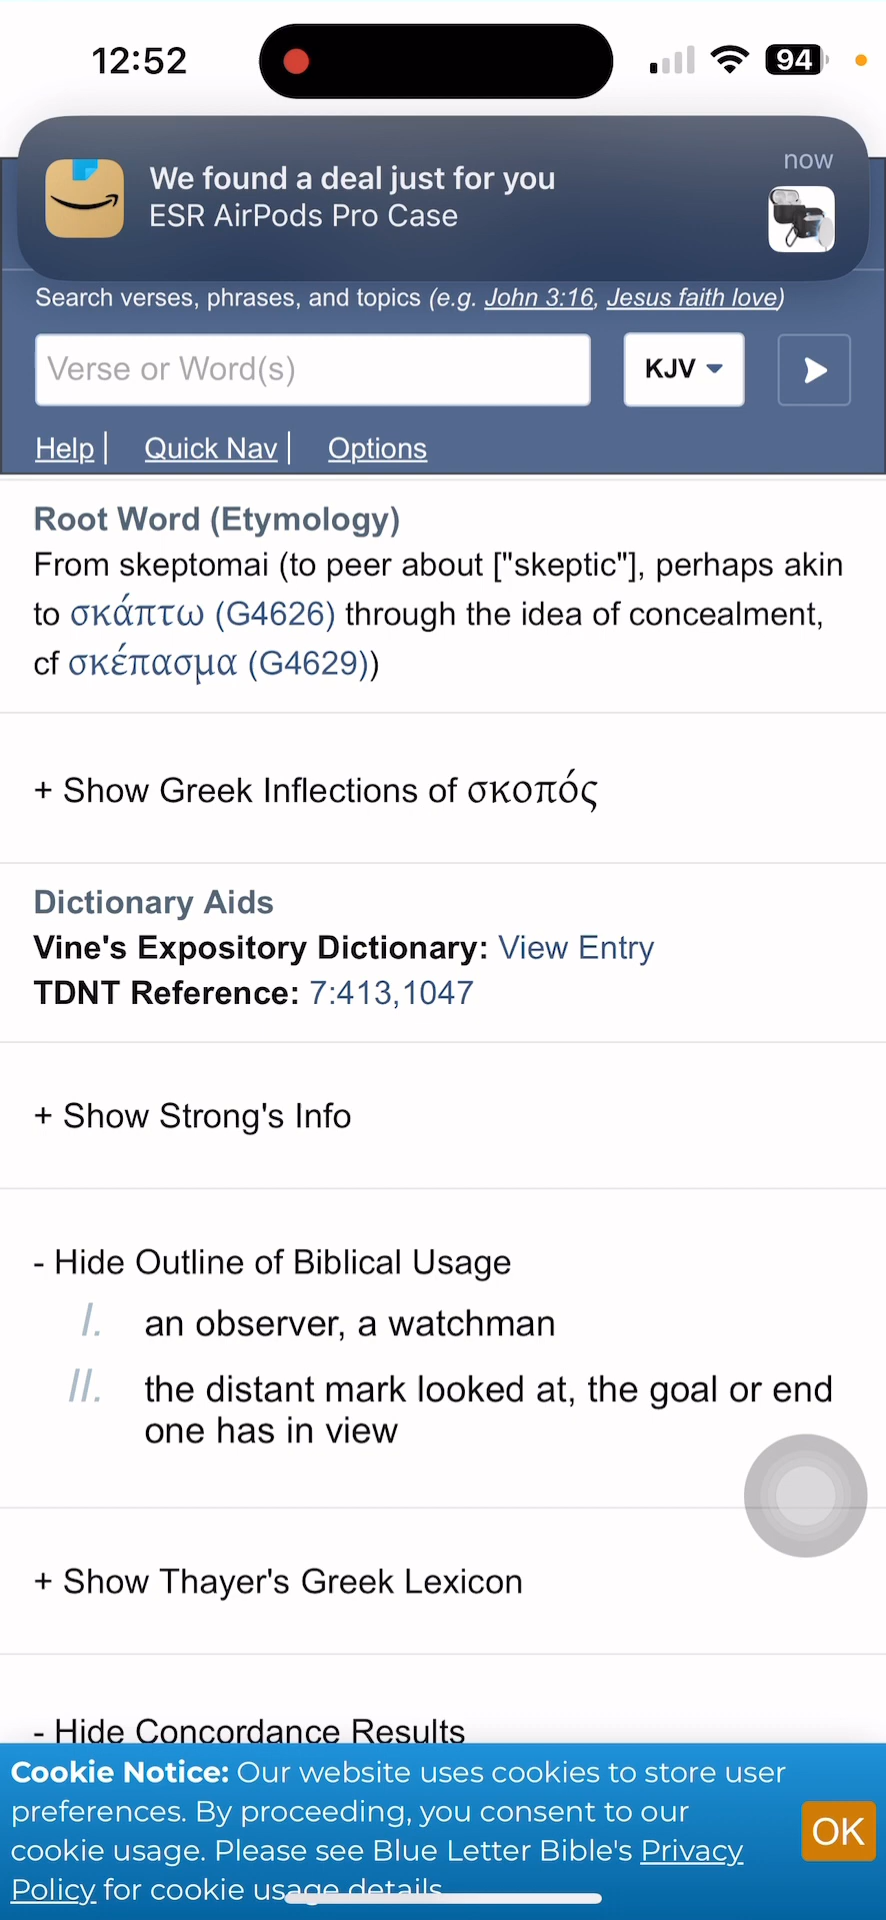 12:52
94
We found a deal just for you
now
ESR AirPods Pro Case
Search verses, phrases, and topics (e.g. John 3:16, Jesus faith love)
Verse or Word(s)
KJV
Help | Quick Nav | Options
Root Word (Etymology)
From skeptomai (to peer about ["skeptic"], perhaps akin
to σκάπτω (G4626) through the idea of concealment,
cf σκέπασμα (G4629))
+ Show Greek Inflections of σκοπός
Dictionary Aids
Vine's Expository Dictionary: View Entry
TDNT Reference: 7:413,1047
+ Show Strong's Info
- Hide Outline of Biblical Usage
I. an observer, a watchman
II. the distant mark looked at, the goal or end
one has in view
+ Show Thayer's Greek Lexicon
- Hide Concordance Results
Cookie Notice: Our website uses cookies to store user
preferences. By proceeding, you consent to our
cookie usage. Please see Blue Letter Bible's Privacy
Policy for cookie usage details
OK